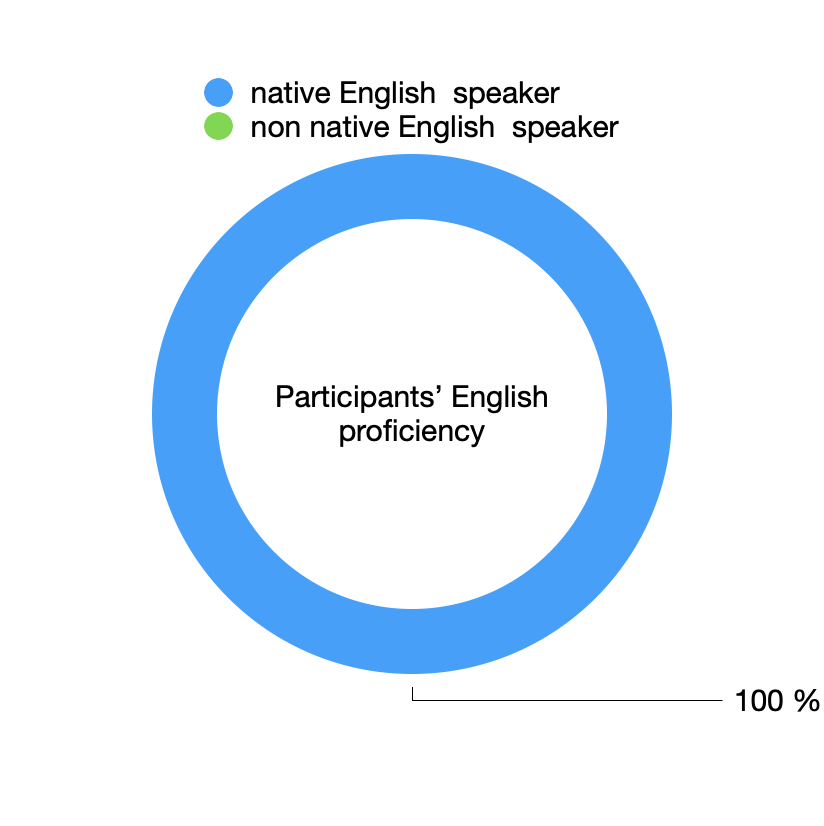 native English  speaker
non native English  speaker
Participants’ English
proficiency
100 %